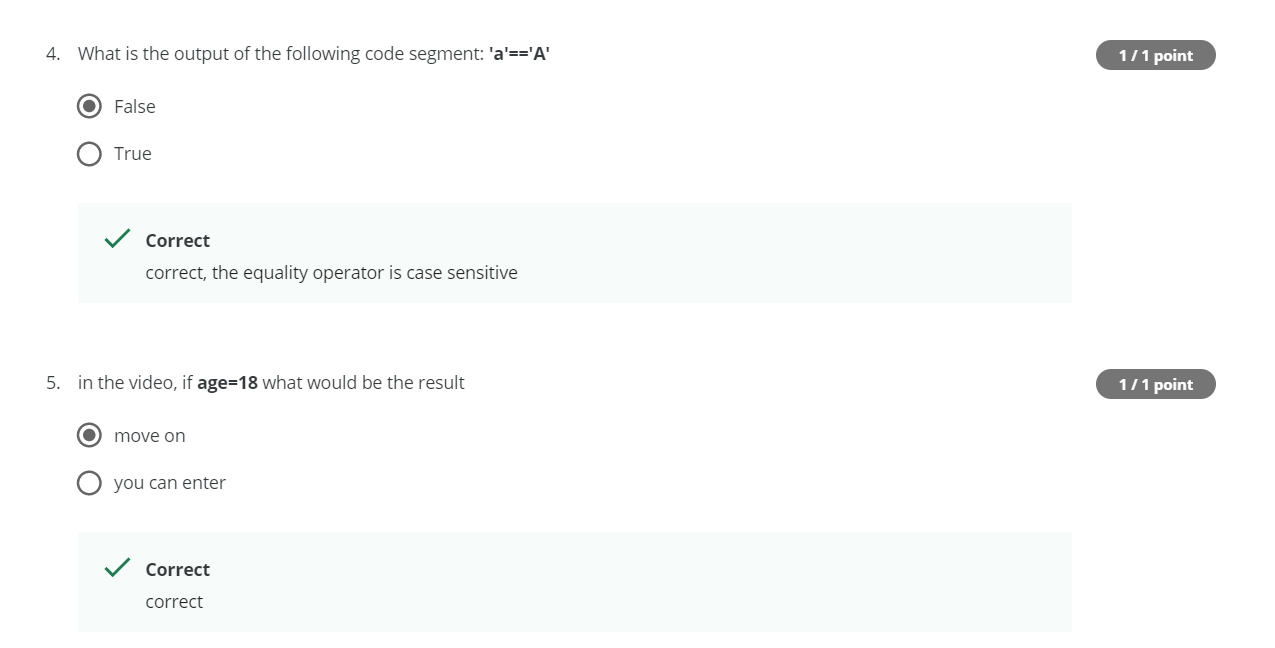 4. What is the output of the following code segment: 'a'=='A'
1 / 1 point
False
True
Correct
correct, the equality operator is case sensitive
5. in the video, if age=18 what would be the result
1 / 1 point
move on
you can enter
Correct
correct